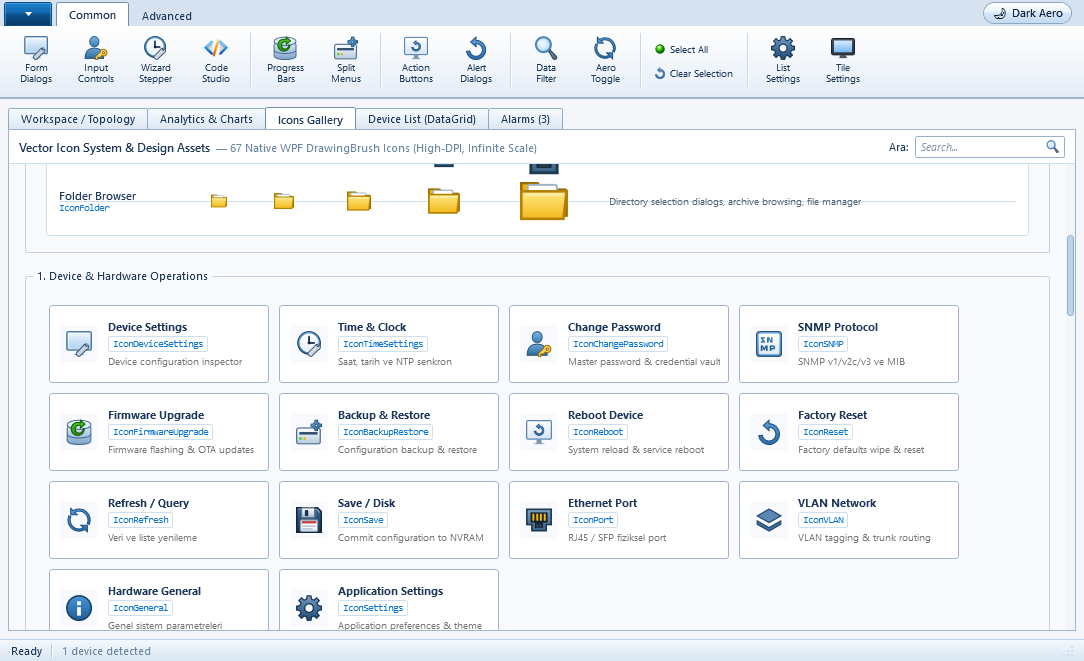 Common
Advanced
Dark Aero
Form Dialogs
Input Controls
Wizard Stepper
Code Studio
Progress Bars
Split Menus
Action Buttons
Alert Dialogs
Data Filter
Aero Toggle
Select All
Clear Selection
List Settings
Tile Settings
Workspace / Topology
Analytics & Charts
Icons Gallery
Device List (DataGrid)
Alarms (3)
Vector Icon System & Design Assets — 67 Native WPF DrawingBrush Icons (High-DPI, Infinite Scale)
Ara:
Search...
Folder Browser
IconFolder
Directory selection dialogs, archive browsing, file manager
1. Device & Hardware Operations
Device Settings
IconDeviceSettings
Device configuration inspector
Time & Clock
IconTimeSettings
Saat, tarih ve NTP senkron
Change Password
IconChangePassword
Master password & credential vault
SNMP Protocol
SN
MP
IconSNMP
SNMP v1/v2c/v3 ve MIB
Firmware Upgrade
IconFirmwareUpgrade
Firmware flashing & OTA updates
Backup & Restore
IconBackupRestore
Configuration backup & restore
Reboot Device
IconReboot
System reload & service reboot
Factory Reset
IconReset
Factory defaults wipe & reset
Refresh / Query
IconRefresh
Veri ve liste yenileme
Save / Disk
IconSave
Commit configuration to NVRAM
Ethernet Port
IconPort
RJ45 / SFP fiziksel port
VLAN Network
IconVLAN
VLAN tagging & trunk routing
Hardware General
IconGeneral
Genel sistem parametreleri
Application Settings
IconSettings
Application preferences & theme
Ready
1 device detected